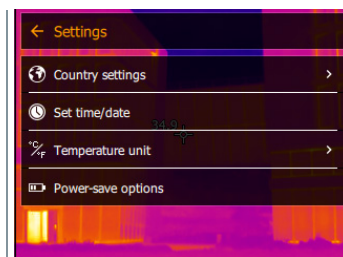 ← Settings
Country settings
Set time/date
34.9
°C/°F Temperature unit
Power-save options